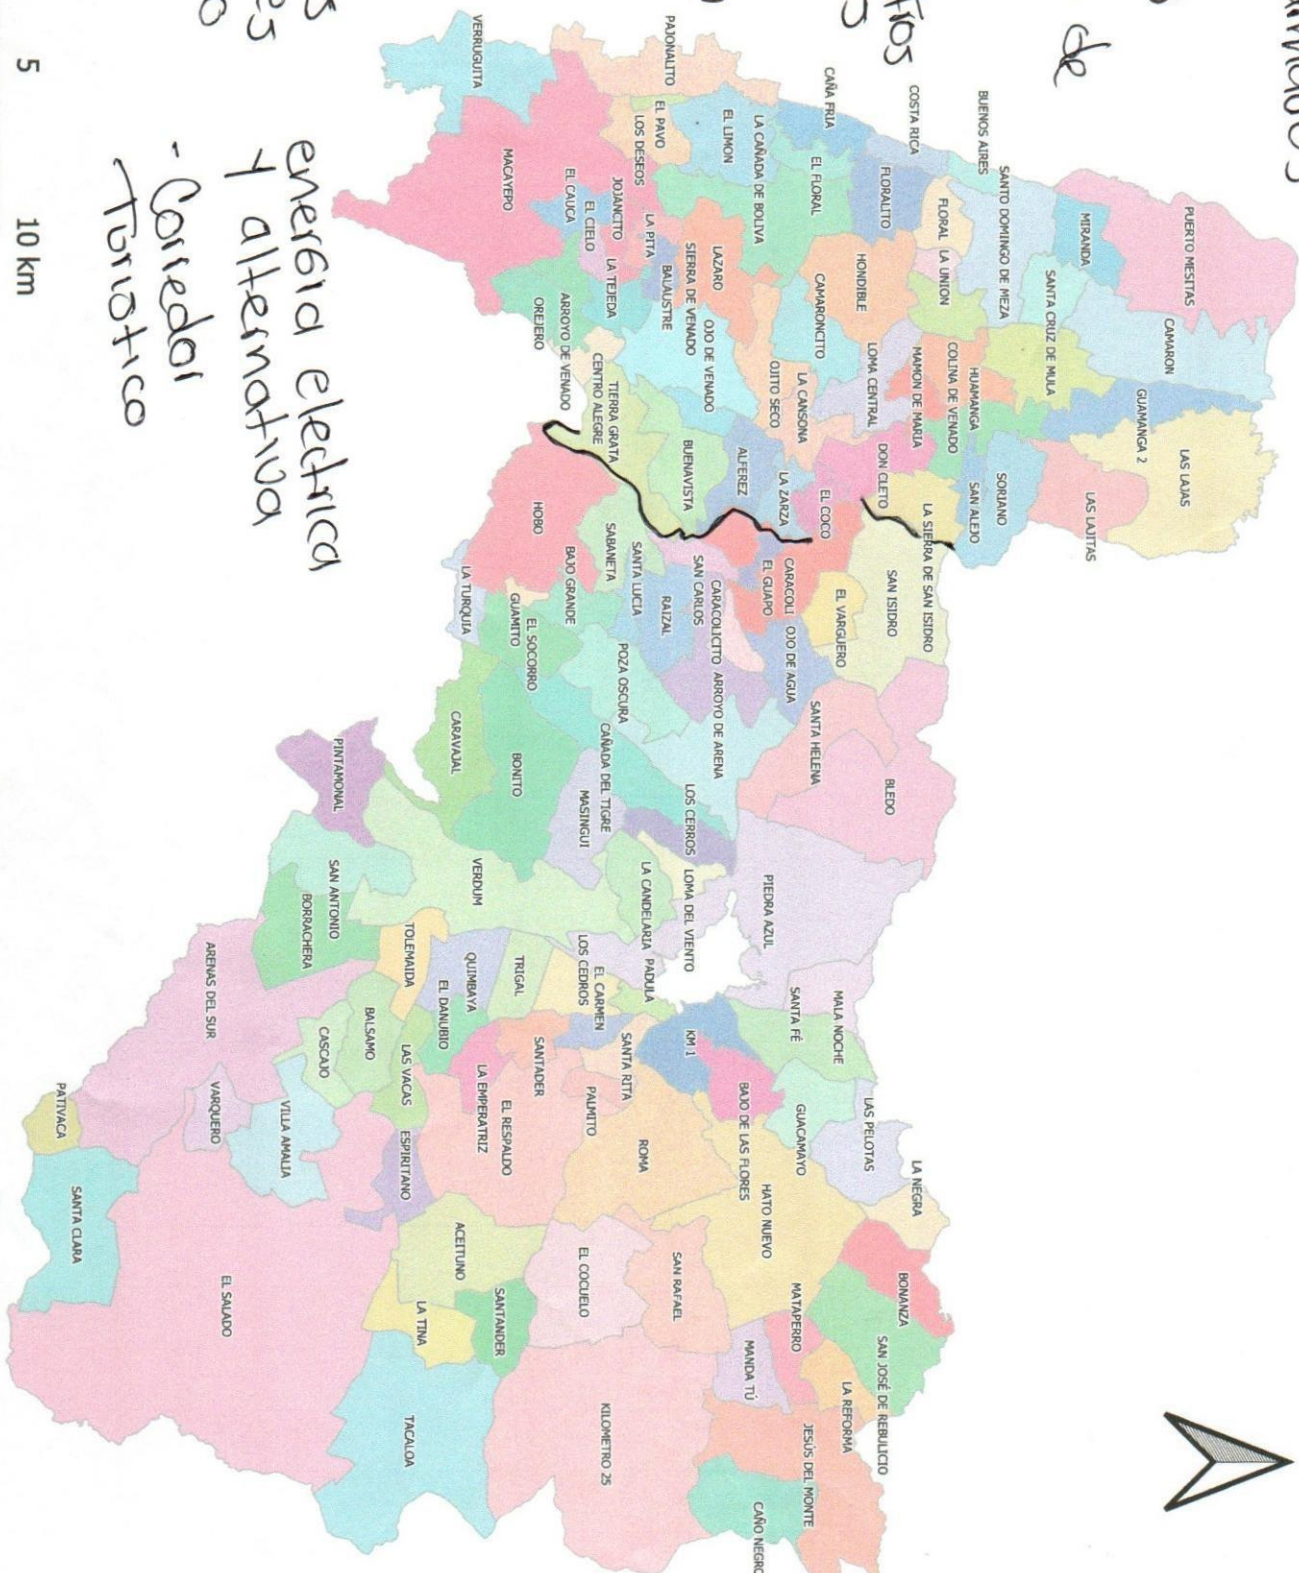 de
energia electrica
y alternativa
- Corredor
- Turistico
5 10 km
PUERTO MESITAS
MIRANDA
CAMARON
SANTA CRUZ DE MULA
GUAMANGA 2
LAS LAJAS
LAS LAJITAS
BUENOS AIRES
SANTO DOMINGO DE MEZA
COSTA RICA
FLORAL
LA UNION
HUAMANGA
COLINA DE VENADO
MAMON DE MARIA
SORIANO
SAN ALEJO
LA SIERRA DE SAN ISIDRO
CAÑA FRIA
FLORALITO
EL FLORAL
HONDIBLE
LOMA CENTRAL
DON CLETO
SAN ISIDRO
LA CAÑADA DE BOLIVA
CAMARONCITO
LA CANSONA
OJITO SECO
EL COCO
LA ZARZA
EL VARGUERO
CARACOLI
EL GUAPO
OJO DE AGUA
PAJONALITO
EL LIMON
EL PAVO
LOS DESEOS
LAZARO
SIERRA DE VENADO
OJO DE VENADO
ALFEREZ
BUENAVISTA
JOJANCITO
LA PITA
BALAUSTRE
LA TEJEDA
EL CIELO
EL CAUCA
VERRUGUITA
MACAYEPO
ARROYO DE VENADO
OREJERO
CENTRO ALEGRE
TIERRA GRATA
HOBO
SABANETA
BAJO GRANDE
SANTA LUCIA
RAIZAL
SAN CARLOS
CARACOLICITO
ARROYO DE ARENA
SANTA HELENA
BLEDO
LA TURQUIA
GUAMITO
EL SOCORRO
POZA OSCURA
CAÑADA DEL TIGRE
MASINGUI
LOS CERROS
CARAVAJAL
BONITO
PINTAMONAL
VERDUM
LA CANDELARIA
LOMA DEL VIENTO
PIEDRA AZUL
SAN ANTONIO
BORRACHERA
TOLEMAIDA
QUIMBAYA
EL DANUBIO
TRIGAL
LOS CEDROS
EL CARMEN
PADULA
SANTA FÉ
MALA NOCHE
ARENAS DEL SUR
BALSAMO
CASCAJO
LAS VACAS
LA EMPERATRIZ
SANTADER
SANTA RITA
PALMITO
KM 1
BAJO DE LAS FLORES
GUACAMAYO
LAS PELOTAS
LA NEGRA
PATIVACA
VARQUERO
VILLA AMALIA
ESPIRITANO
EL RESPALDO
ROMA
HATO NUEVO
SANTA CLARA
EL SALADO
ACEITUNO
LA TINA
SANTANDER
EL COCUELO
SAN RAFAEL
MATAPERRO
MANDA TÚ
BONANZA
SAN JOSÉ DE REBULICIO
LA REFORMA
JESÚS DEL MONTE
TACALOA
KILOMETRO 25
CAÑO NEGRO